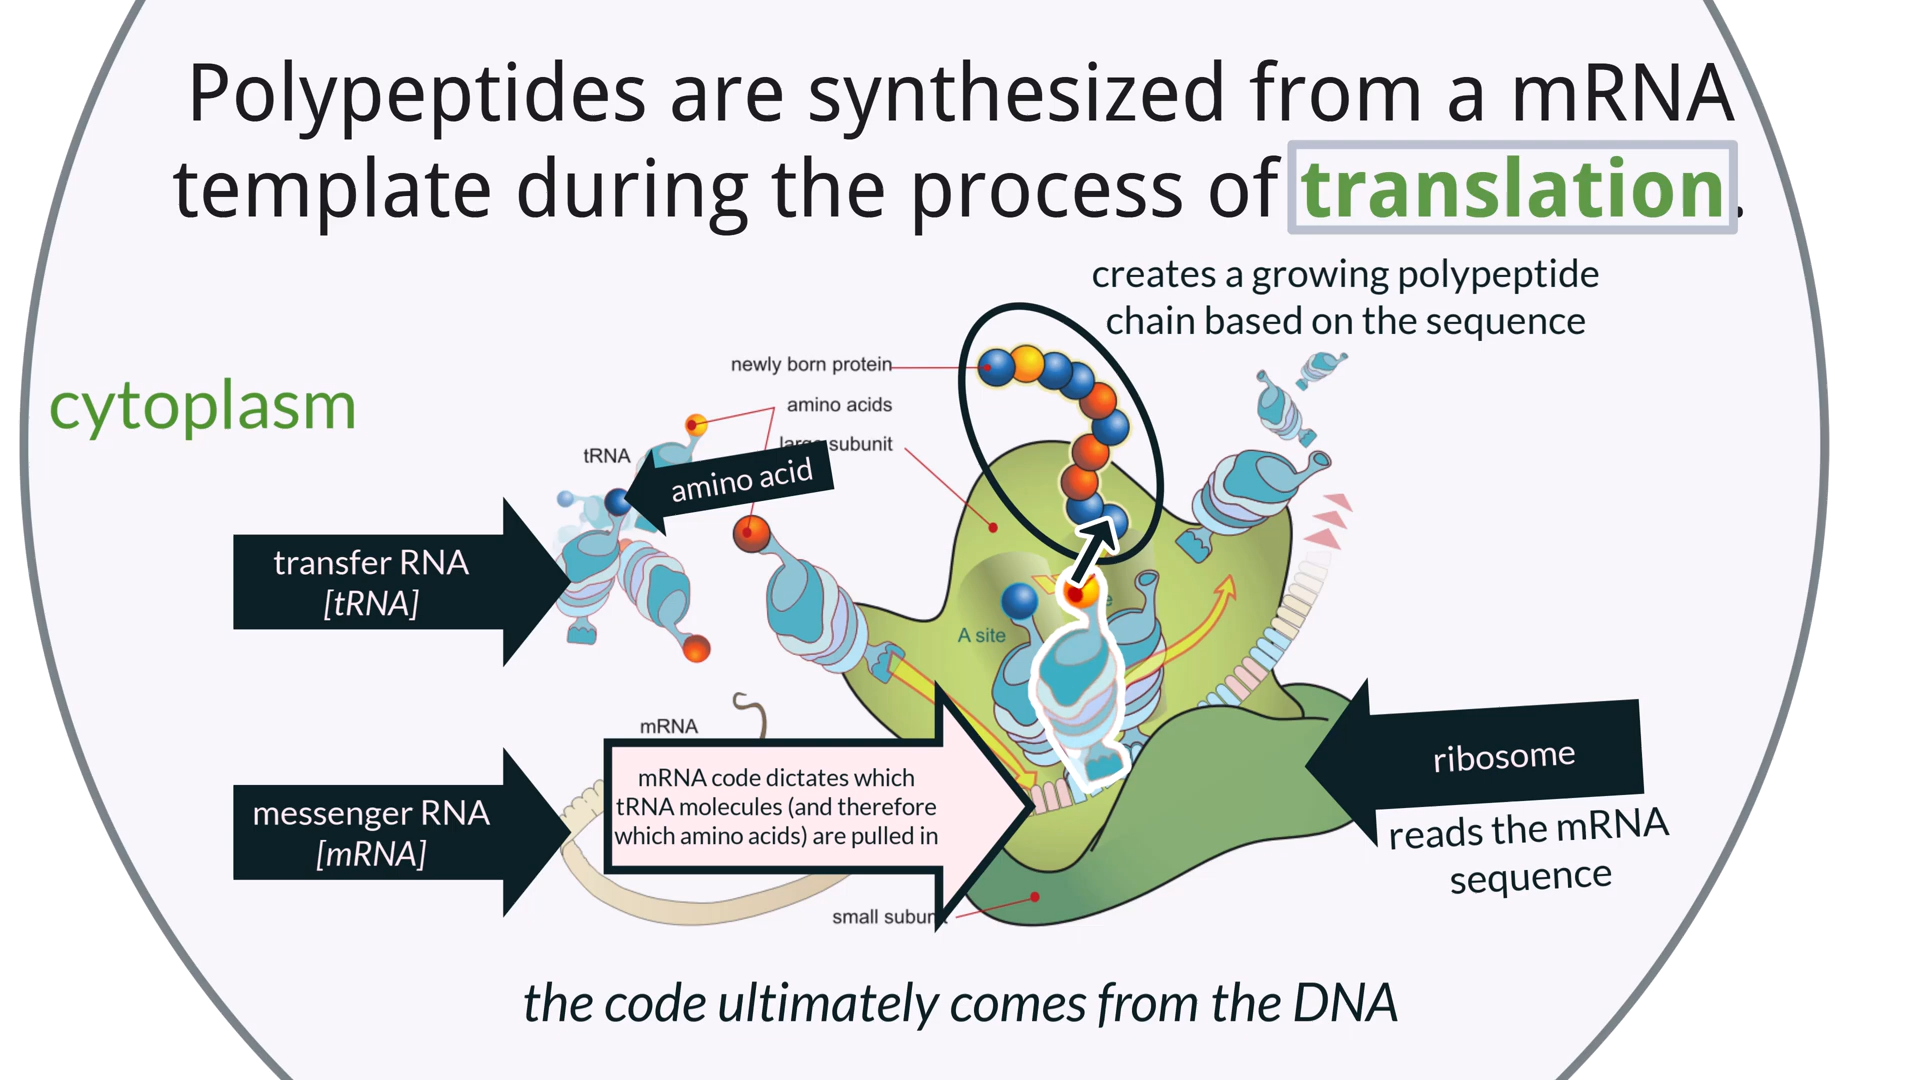 Polypeptides are synthesized from a mRNA
template during the process of translation.
creates a growing polypeptide
chain based on the sequence
newly born protein
cytoplasm
amino acids
subunit
tRNA
amino acid
transfer RNA
[tRNA]
A site
mRNA
ribosome
mRNA code dictates which
tRNA molecules (and therefore
which amino acids) are pulled in
messenger RNA
[mRNA]
reads the mRNA
sequence
small
the code ultimately comes from the DNA